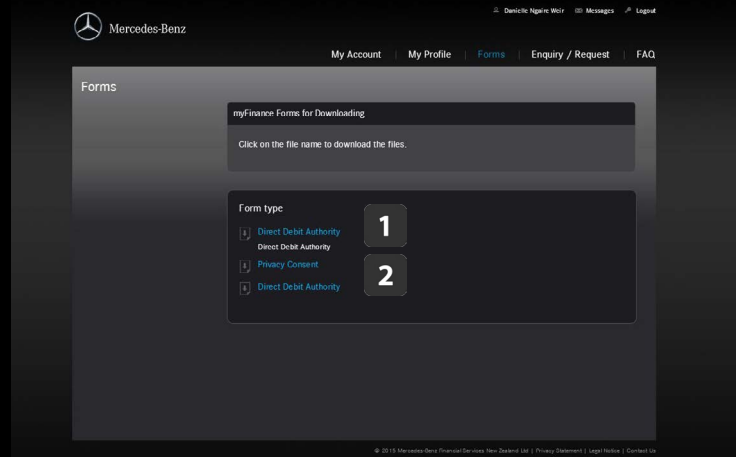 Danielle Ngaire Weir Messages Logout
Mercedes-Benz
My Account | My Profile | Forms | Enquiry / Request | FAQ
Forms
myFinance Forms for Downloading
Click on the file name to download the files.
Form type
1
Direct Debit Authority
Direct Debit Authority
Privacy Consent
2
Direct Debit Authority
© 2015 Mercedes-Benz Financial Services New Zealand Ltd | Privacy Statement | Legal Notice | Contact Us